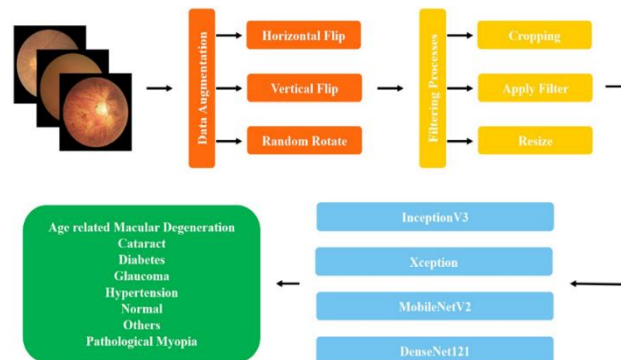 Data Augmentation
Horizontal Flip
Vertical Flip
Random Rotate
Filtering Processes
Cropping
Apply Filter
Resize
InceptionV3
Xception
MobileNetV2
DenseNet121
Age related Macular Degeneration
Cataract
Diabetes
Glaucoma
Hypertension
Normal
Others
Pathological Myopia